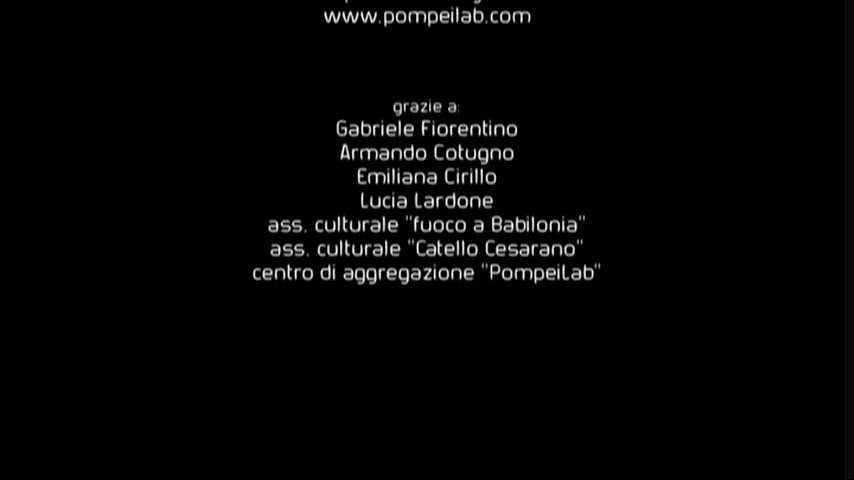 www.pompeilab.com
grazie a:
Gabriele Fiorentino
Armando Cotugno
Emiliana Cirillo
Lucia Lardone
ass. culturale "fuoco a Babilonia"
ass. culturale "Catello Cesarano"
centro di aggregazione "PompeiLab"